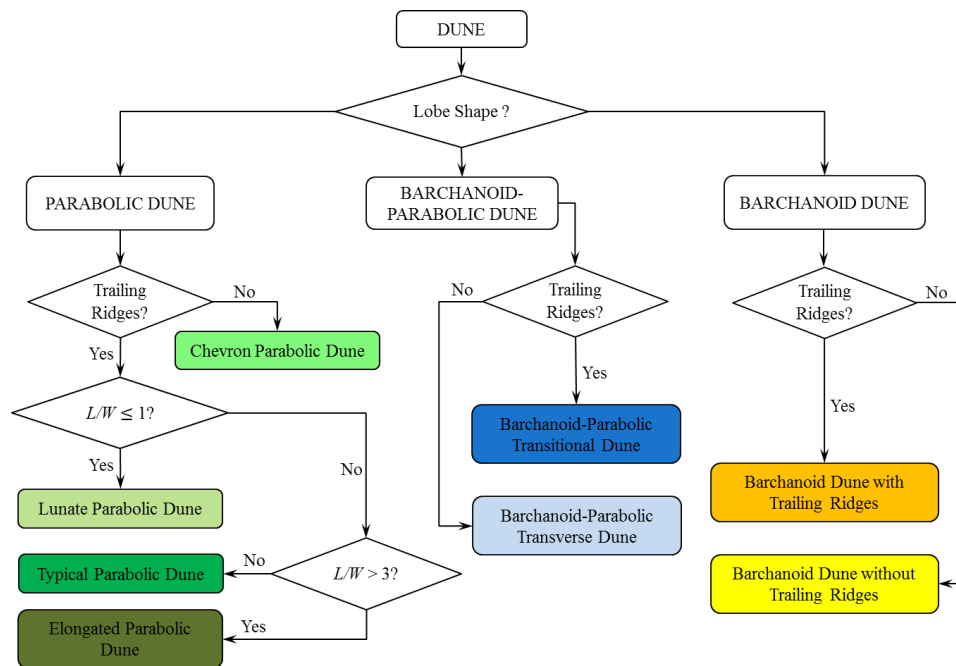 DUNE
Lobe Shape ?
PARABOLIC DUNE
BARCHANOID-
PARABOLIC DUNE
BARCHANOID DUNE
Trailing
Ridges?
No
Chevron Parabolic Dune
Yes
L/W ≤ 1?
Yes
Lunate Parabolic Dune
No
L/W > 3?
No
Typical Parabolic Dune
Yes
Elongated Parabolic
Dune
Trailing
Ridges?
No
Yes
Barchanoid-Parabolic
Transitional Dune
Barchanoid-Parabolic
Transverse Dune
Trailing
Ridges?
No
Yes
Barchanoid Dune with
Trailing Ridges
Barchanoid Dune without
Trailing Ridges